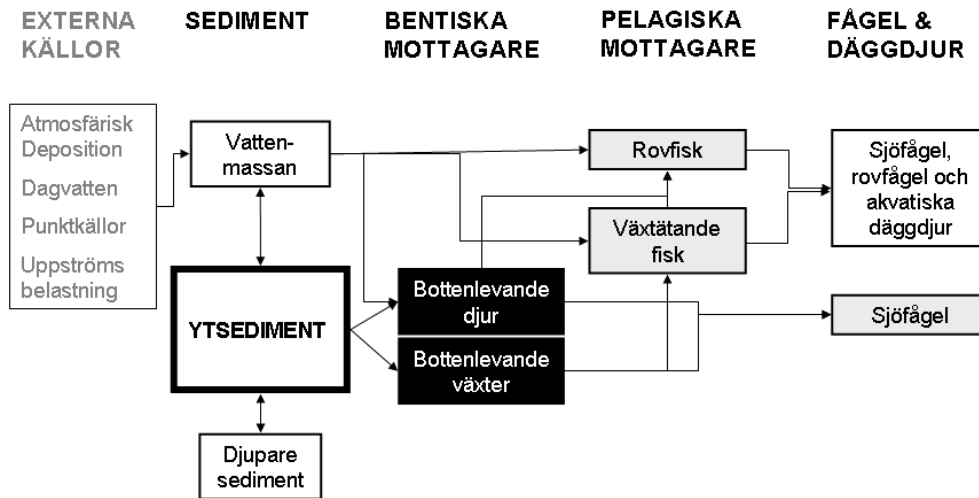 EXTERNA
KÄLLOR
SEDIMENT
BENTISKA
MOTTAGARE
PELAGISKA
MOTTAGARE
FÅGEL &
DÄGGDJUR
Atmosfärisk
Deposition
Dagvatten
Punktkällor
Uppströms
belastning
Vatten-
massan
YTSEDIMENT
Djupare
sediment
Bottenlevande
djur
Bottenlevande
växter
Rovfisk
Växtätande
fisk
Sjöfågel,
rovfågel och
akvatiska
däggdjur
Sjöfågel